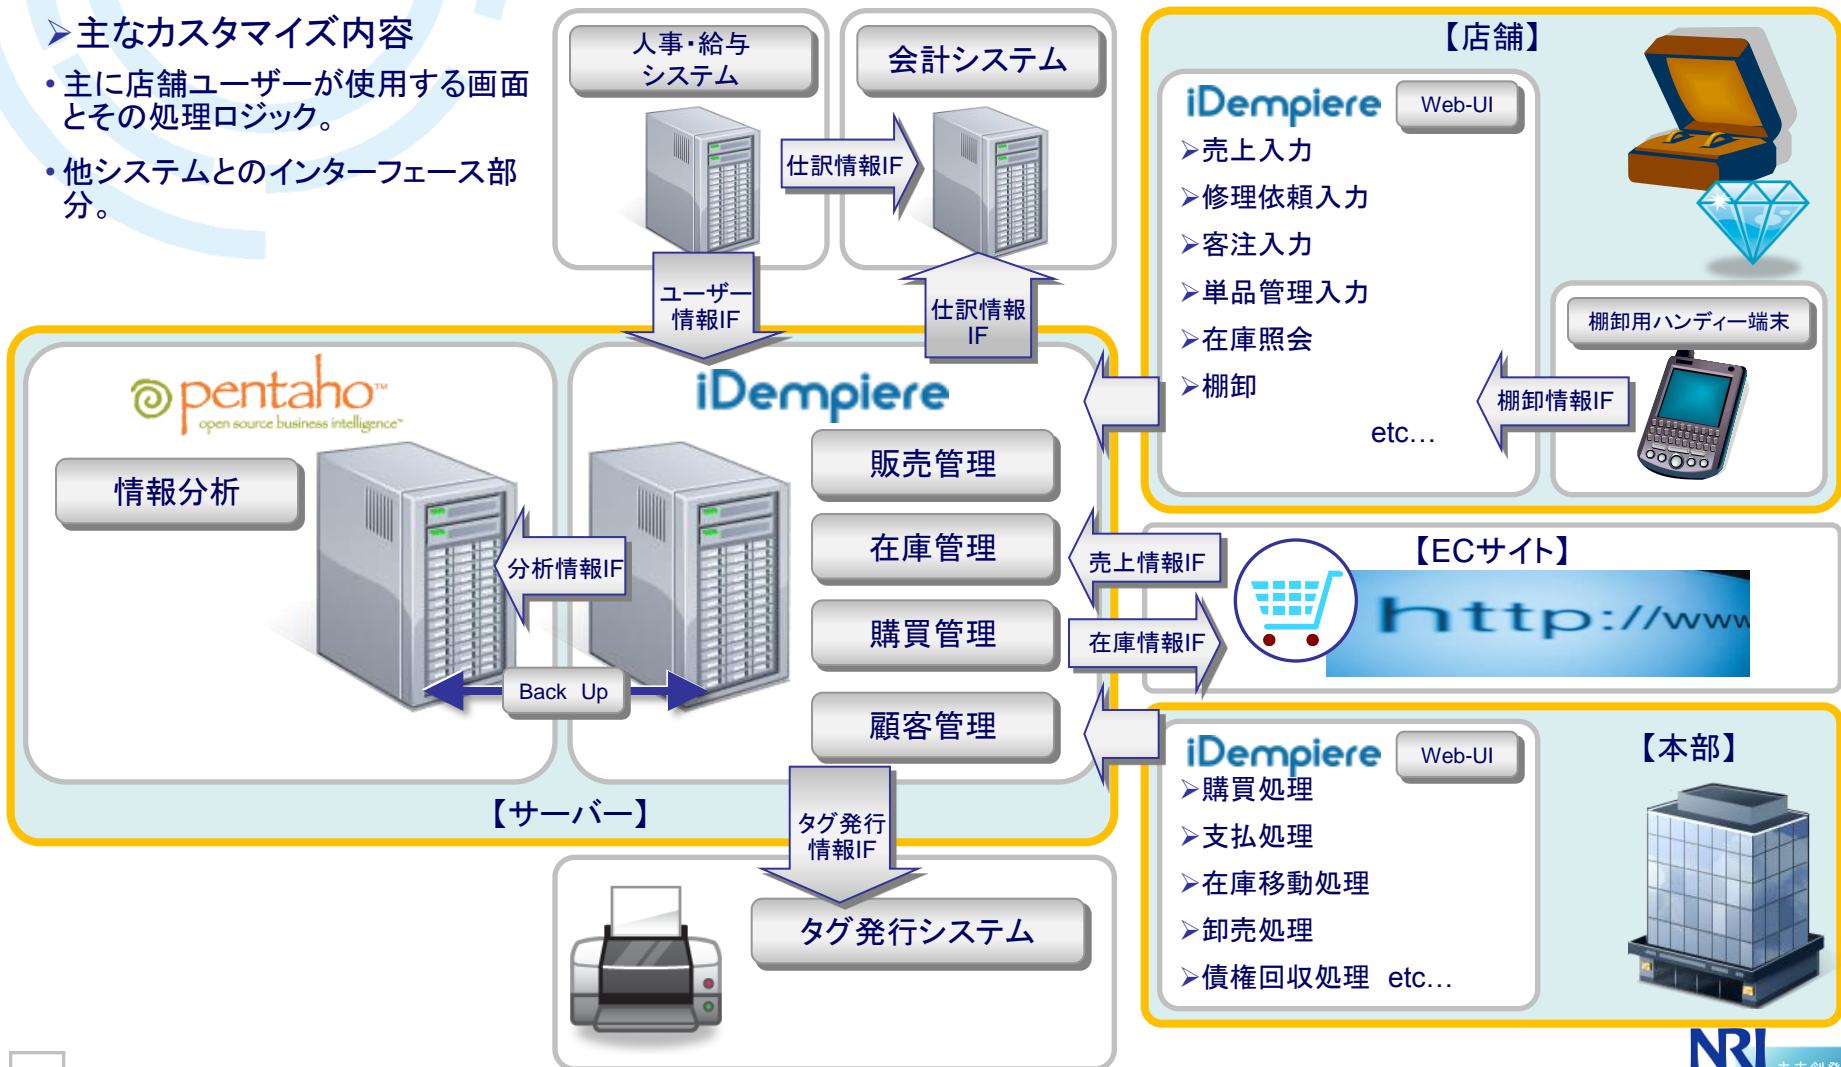 ➢主なカスタマイズ内容
•主に店舗ユーザーが使用する画面
とその処理ロジック。
•他システムとのインターフェース部
分。
人事・給与
システム
会計システム
仕訳情報IF
ユーザー
情報IF
仕訳情報
IF
【店舗】
iDempiere
Web-UI
➢売上入力
➢修理依頼入力
➢客注入力
➢単品管理入力
➢在庫照会
➢棚卸
etc…
棚卸用ハンディー端末
棚卸情報IF
pentaho™
open source business intelligence™
情報分析
iDempiere
販売管理
在庫管理
購買管理
顧客管理
分析情報IF
Back Up
【サーバー】
売上情報IF
在庫情報IF
【ECサイト】
http://www
タグ発行
情報IF
タグ発行システム
【本部】
iDempiere
Web-UI
➢購買処理
➢支払処理
➢在庫移動処理
➢卸売処理
➢債権回収処理 etc…
NRI